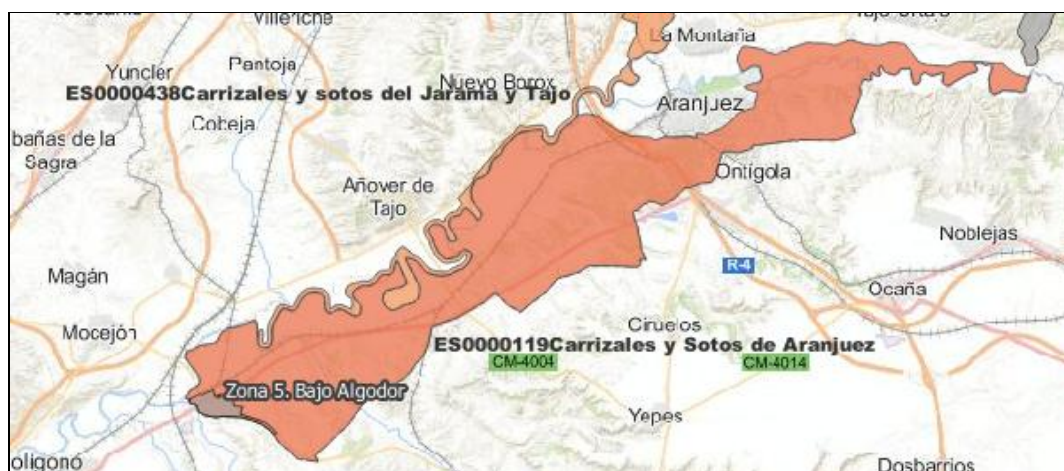 Pantoja
Yuncler
Nuevo Borox
La Montaña
ES0000438Carrizales y sotos del Jarama y Tajo
Aranjuez
Cobeja
bañas de la
Sagra
Añover de
Tajo
Ontígola
Noblejas
Magán
R-4
Ocaña
Mocejón
Ciruelos
ES0000119Carrizales y Sotos de Aranjuez
CM-4004
CM-4014
Zona 5. Bajo Algodor
Yepes
oligono
Dosbarrios